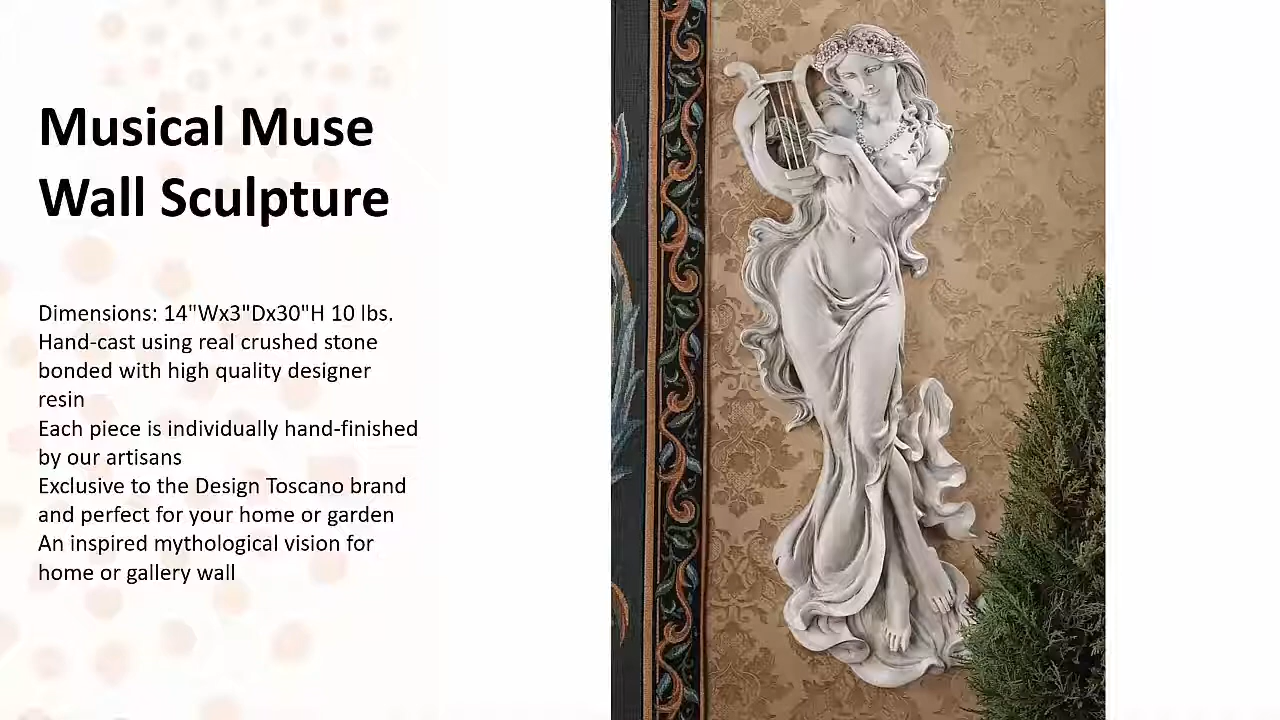 Musical Muse
Wall Sculpture
Dimensions: 14"Wx3"Dx30"H 10 lbs.
Hand-cast using real crushed stone
bonded with high quality designer
resin
Each piece is individually hand-finished
by our artisans
Exclusive to the Design Toscano brand
and perfect for your home or garden
An inspired mythological vision for
home or gallery wall